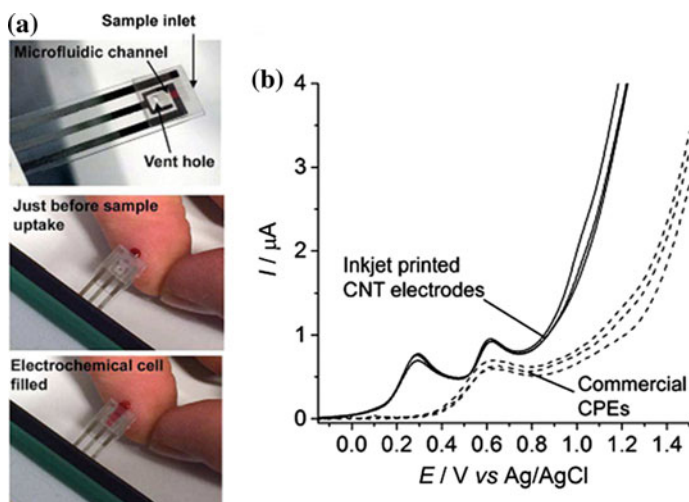 (a)
Sample inlet
Microfluidic channel
Vent hole
Just before sample
uptake
Electrochemical cell
filled
(b)
I / µA
4
3
2
1
0
Inkjet printed
CNT electrodes
Commercial
CPEs
0.0 0.2 0.4 0.6 0.8 1.0 1.2 1.4
E / V vs Ag/AgCl